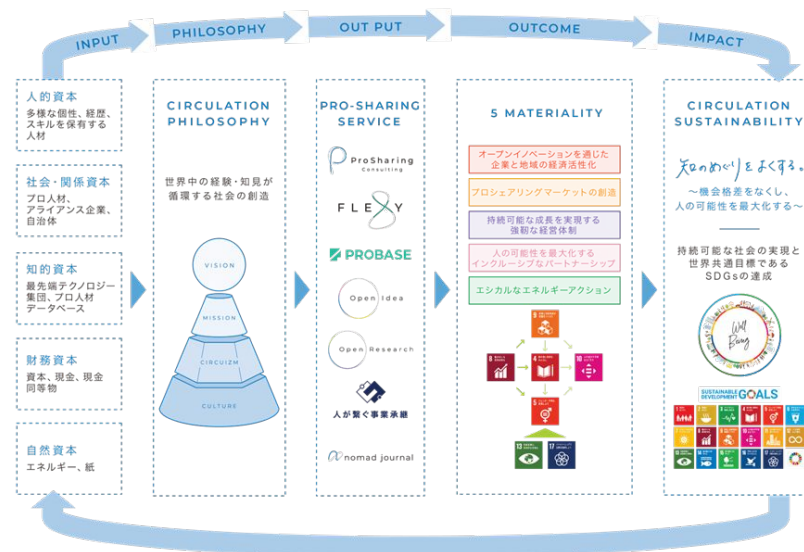 INPUT
PHILOSOPHY
OUT PUT
OUTCOME
IMPACT
人的資本
多様な個性、経歴、
スキルを保有する
人材
社会・関係資本
プロ人材、
アライアンス企業、
自治体
知的資本
最先端テクノロジー
集団、プロ人材
データベース
財務資本
資本、現金、現金
同等物
自然資本
エネルギー、紙
CIRCULATION
PHILOSOPHY
世界中の経験・知見が
循環する社会の創造
VISION
MISSION
CIRCUIZM
CULTURE
PRO-SHARING
SERVICE
ProSharing
Consulting
FLEXY
PROBASE
Open Idea
Open Research
人が繋ぐ事業承継
nomad journal
5 MATERIALITY
オープンイノベーションを通じた
企業と地域の経済活性化
プロシェアリングマーケットの創造
持続可能な成長を実現する
強靭な経営体制
人の可能性を最大化する
インクルーシブなパートナーシップ
エシカルなエネルギーアクション
9
8
4
10
5
13
17
CIRCULATION
SUSTAINABILITY
知のめぐりをよくする。
～機会格差をなくし、
人の可能性を最大化する～
持続可能な社会の実現と
世界共通目標である
SDGsの達成
Well
Being
SUSTAINABLE
DEVELOPMENT
GOALS